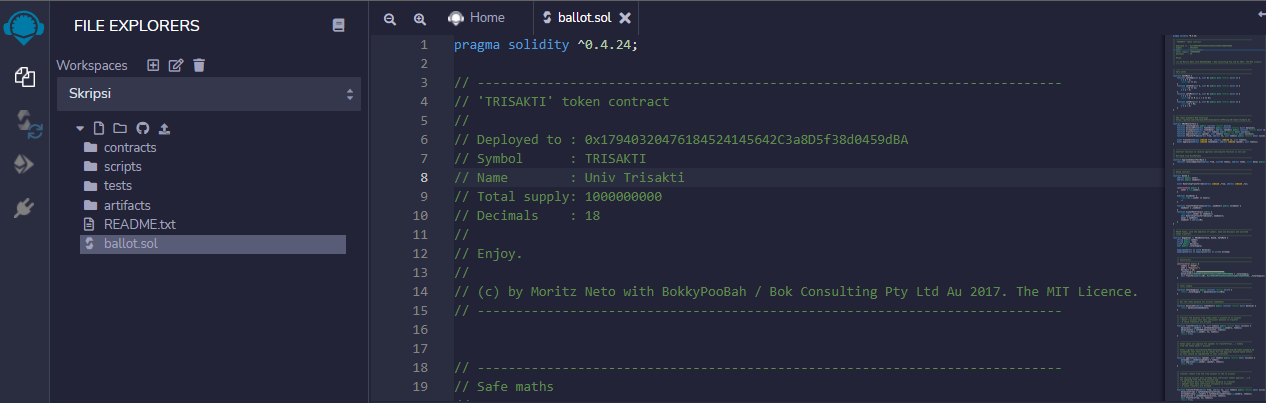 FILE EXPLORERS
Workspaces
Skripsi
contracts
scripts
tests
artifacts
README.txt
ballot.sol
Home
ballot.sol
1 pragma solidity ^0.4.24;
2
3 // ----------------------------------------------------------------------------
4 // 'TRISAKTI' token contract
5 //
6 // Deployed to : 0x17940320476184524145642C3a8D5f38d0459dBA
7 // Symbol      : TRISAKTI
8 // Name        : Univ Trisakti
9 // Total supply: 1000000000
10 // Decimals    : 18
11 //
12 // Enjoy.
13 //
14 // (c) by Moritz Neto with BokkyPooBah / Bok Consulting Pty Ltd Au 2017. The MIT Licence.
15 // ----------------------------------------------------------------------------
16
17
18 // ----------------------------------------------------------------------------
19 // Safe maths